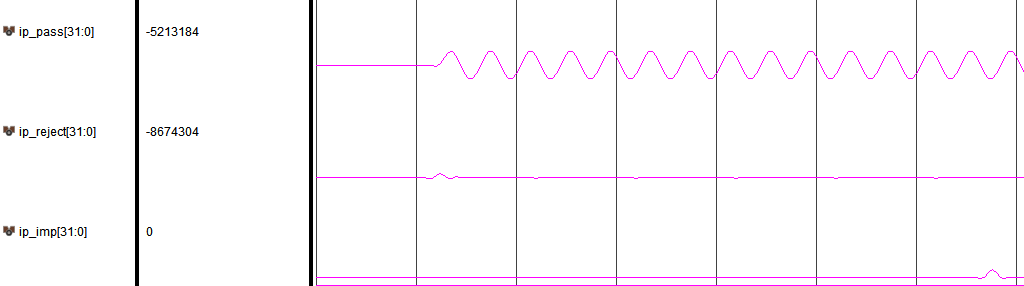 ip_pass[31:0] -5213184
ip_reject[31:0] -8674304
ip_imp[31:0] 0